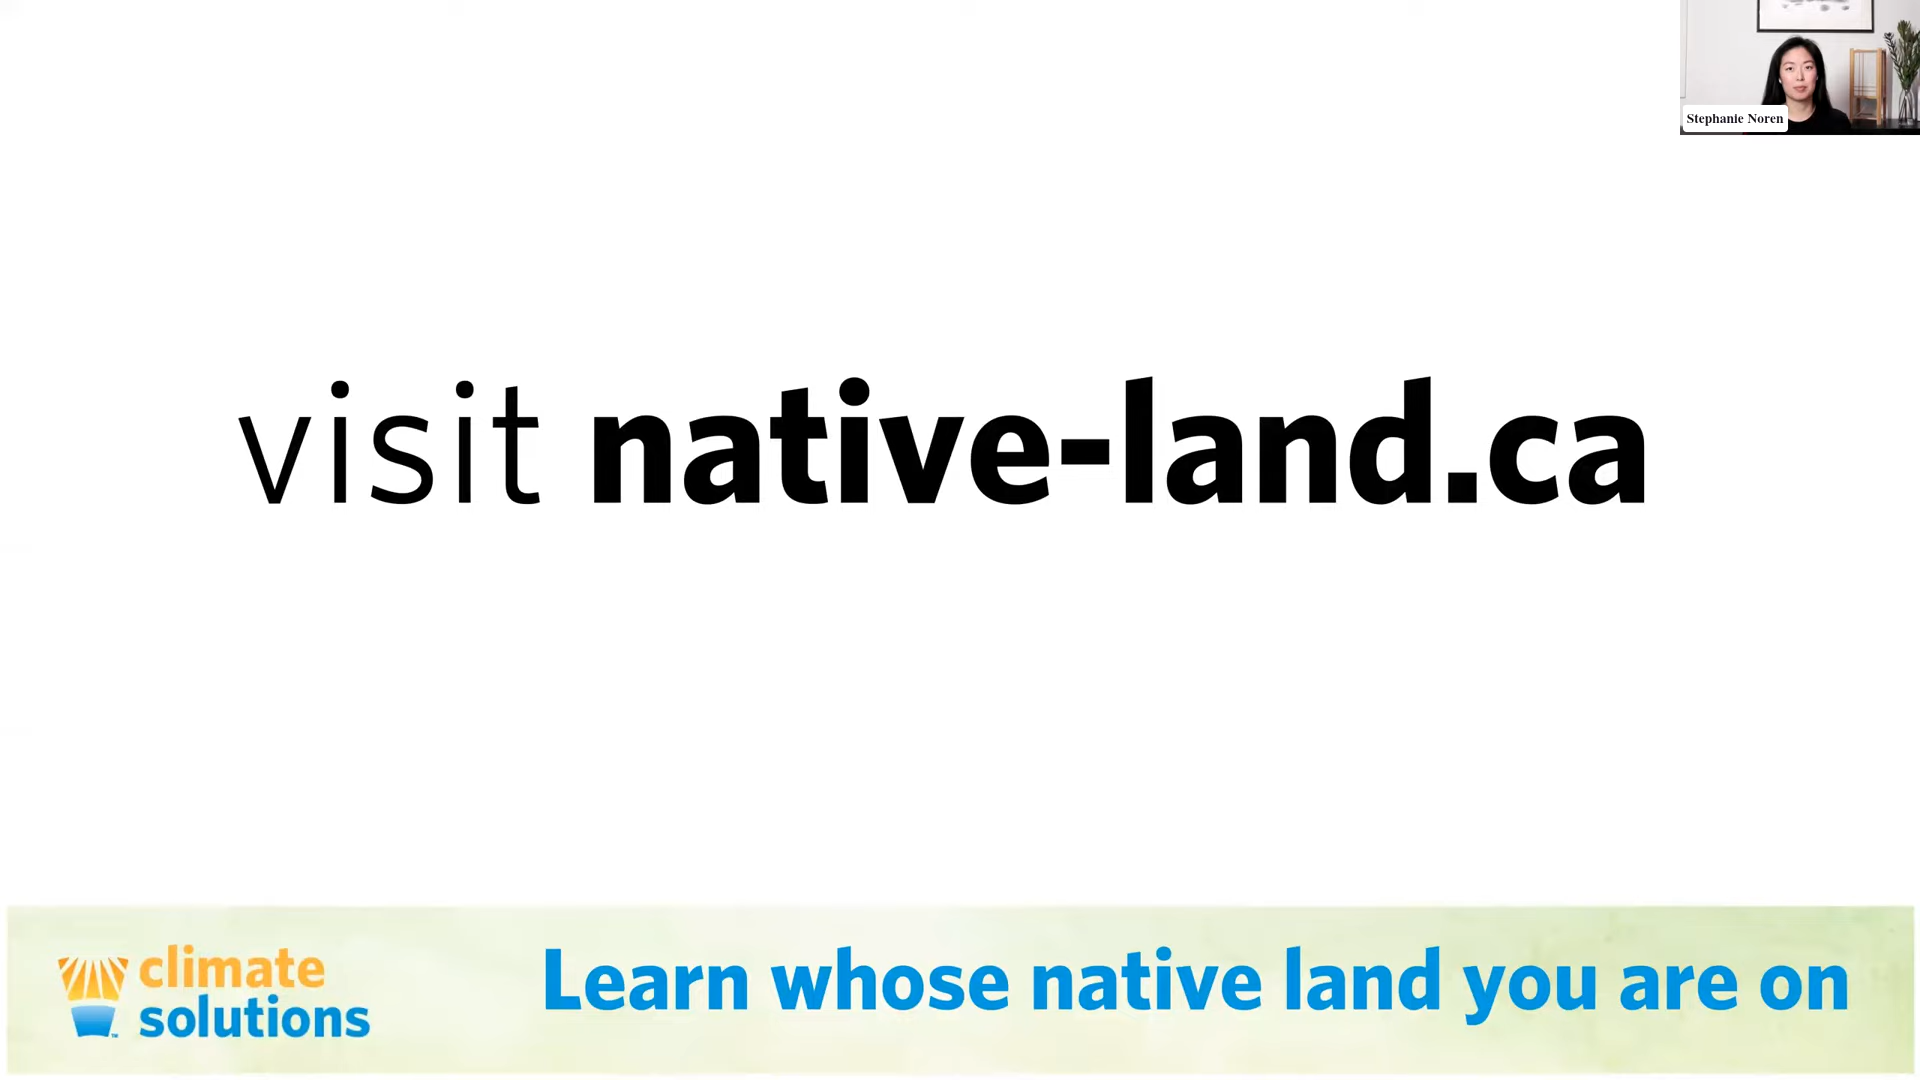 Stephanie Noren
visit native-land.ca
climate
solutions
Learn whose native land you are on